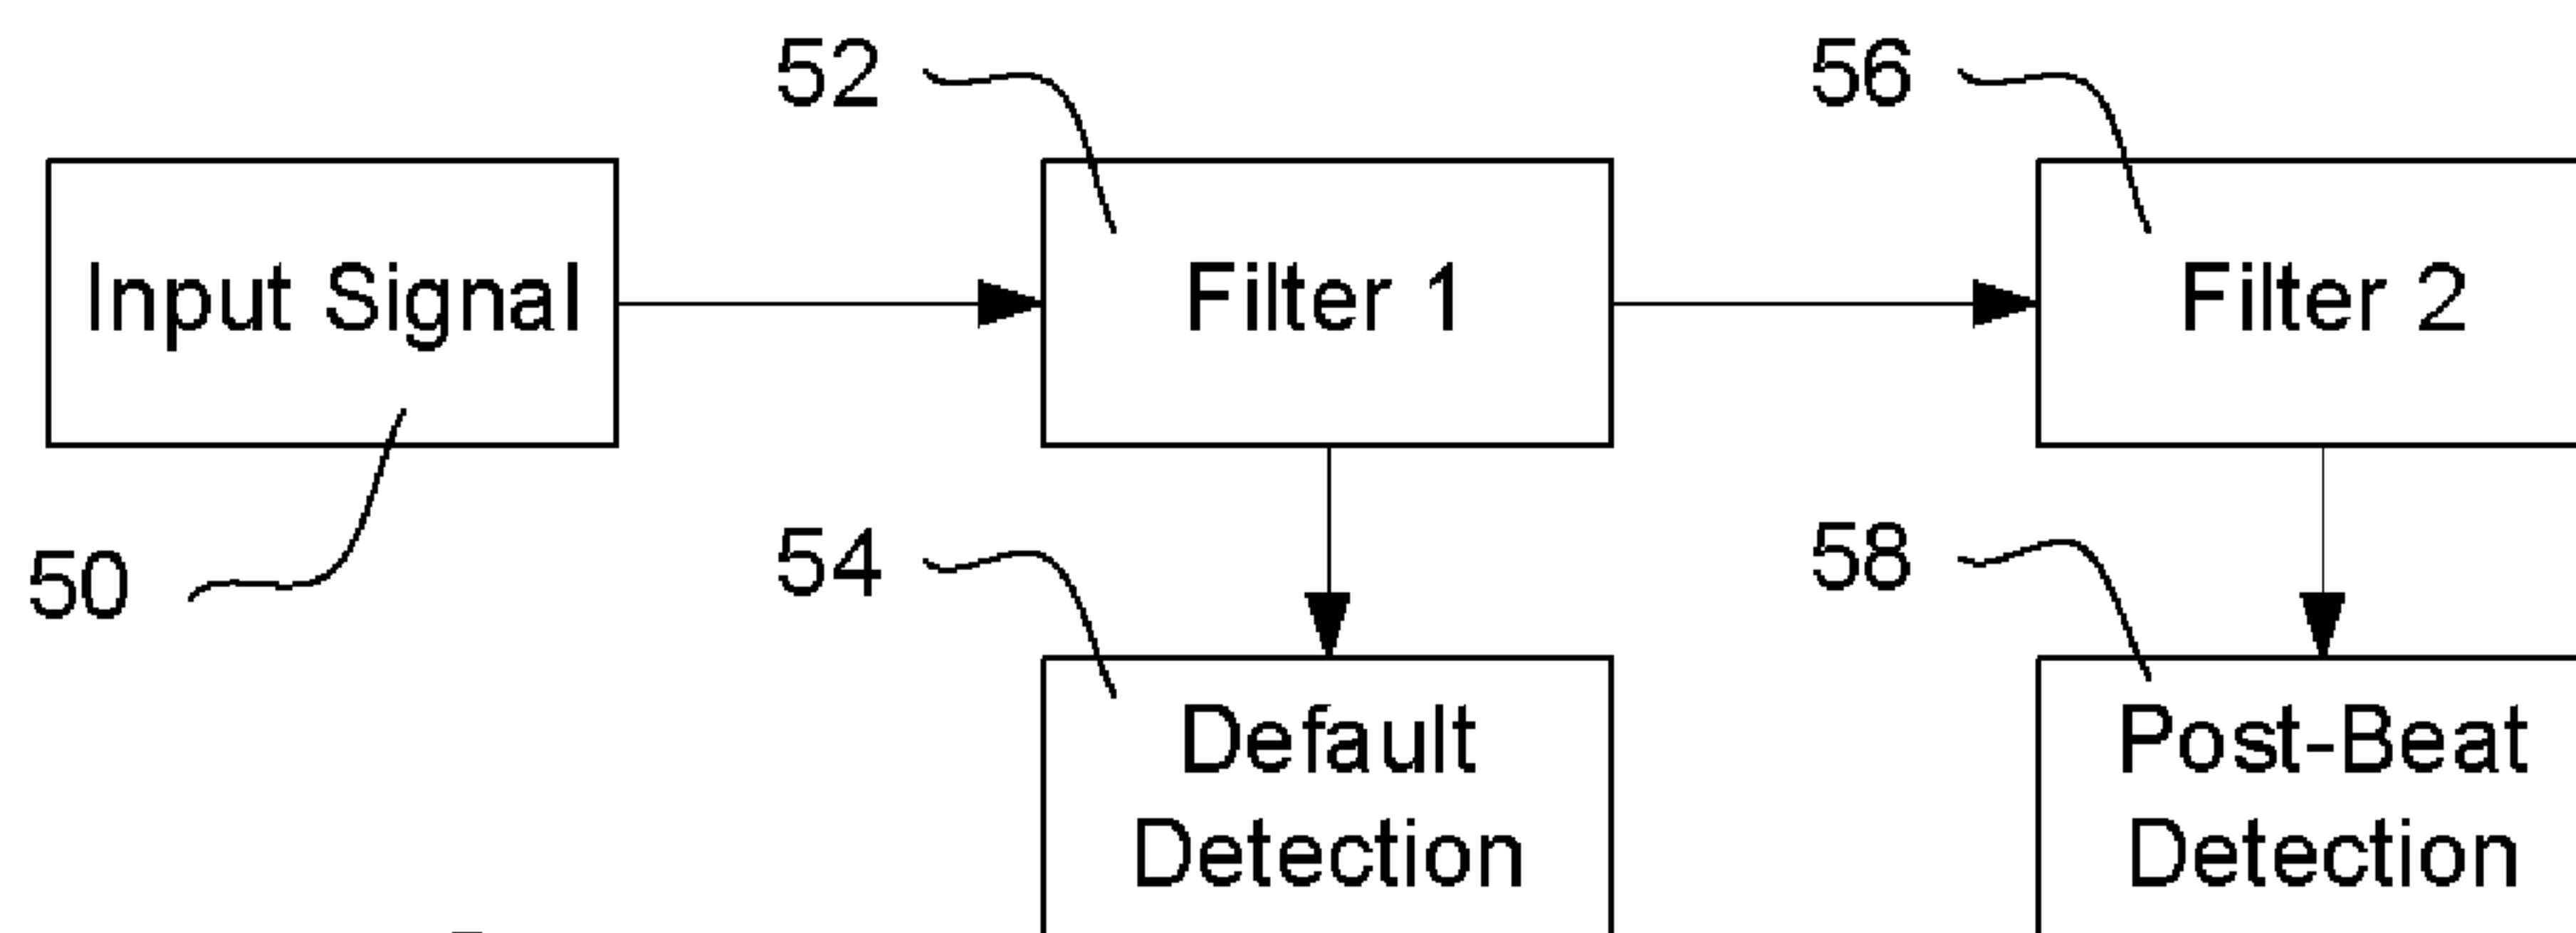 52
56
Input Signal
Filter 1
Filter 2
50
54
58
Default
Detection
Post-Beat
Detection